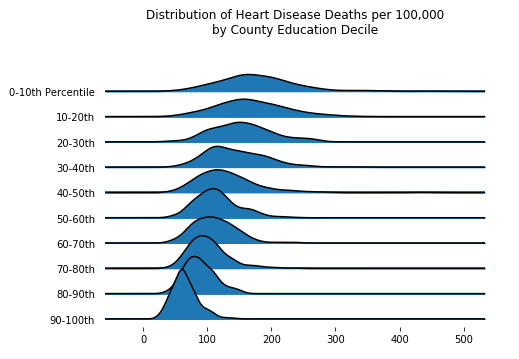 Distribution of Heart Disease Deaths per 100,000
by County Education Decile
0-10th Percentile
10-20th
20-30th
30-40th
40-50th
50-60th
60-70th
70-80th
80-90th
90-100th
0 100 200 300 400 500